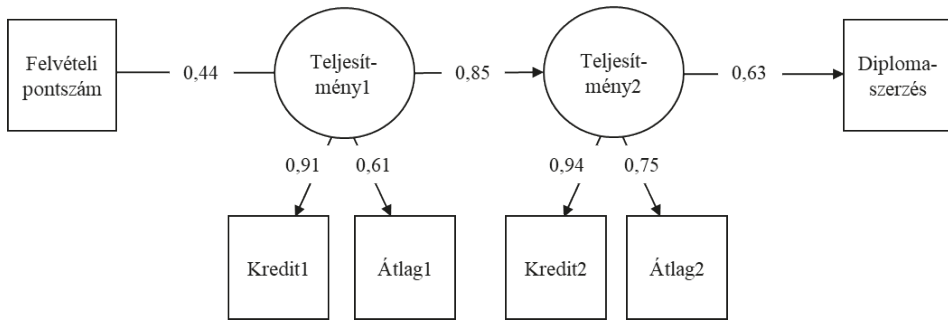 Felvételi
pontszám
0,44
Teljesít-
mény1
0,85
Teljesít-
mény2
0,63
Diploma-
szerzés
0,91
0,61
0,94
0,75
Kredit1
Átlag1
Kredit2
Átlag2